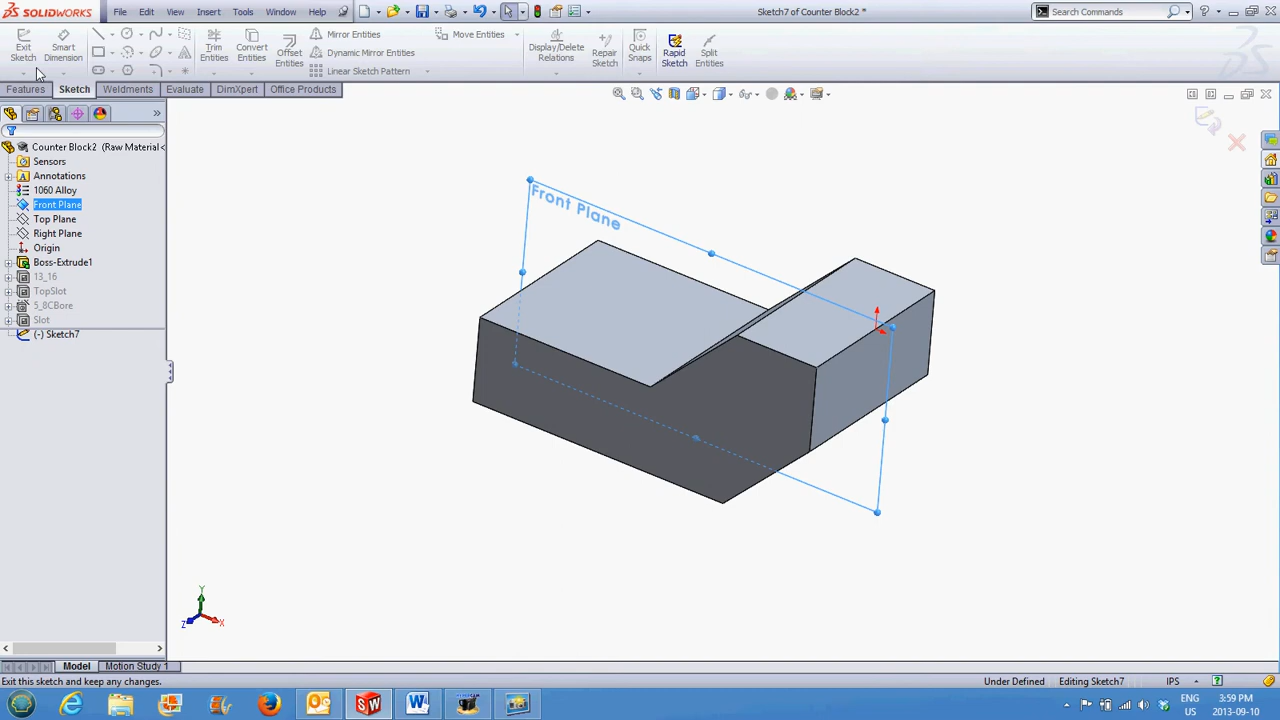 SOLIDWORKS File Edit View Insert Tools Window Help Sketch7 of Counter Block2 * Search Commands
Exit Sketch
Smart Dimension
Trim Entities
Convert Entities
Offset Entities
Mirror Entities
Dynamic Mirror Entities
Linear Sketch Pattern
Move Entities
Display/Delete Relations
Repair Sketch
Quick Snaps
Rapid Sketch
Split Entities
Features Sketch Weldments Evaluate DimXpert Office Products
Counter Block2 (Raw Material<
Sensors
Annotations
1060 Alloy
Front Plane
Top Plane
Right Plane
Origin
Boss-Extrude1
13_16
TopSlot
5_8CBore
Slot
(-) Sketch7
Front Plane
Y
Z X
Model Motion Study 1
Exit this sketch and keep any changes. Under Defined Editing Sketch7 IPS
ENG 3:59 PM
US 2013-09-10